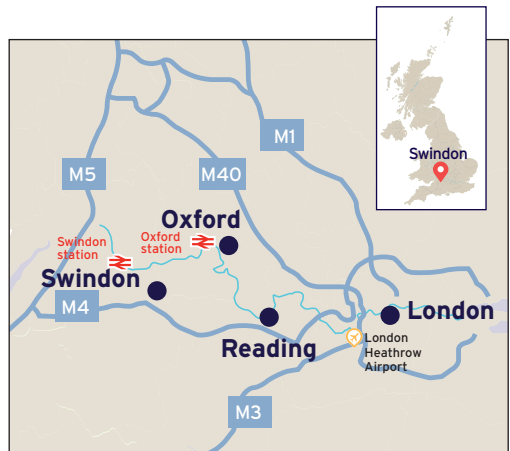 Swindon
M1
M5
M40
Oxford
Swindon
station
Oxford
station
Swindon
M4
London
Reading
London
Heathrow
Airport
M3